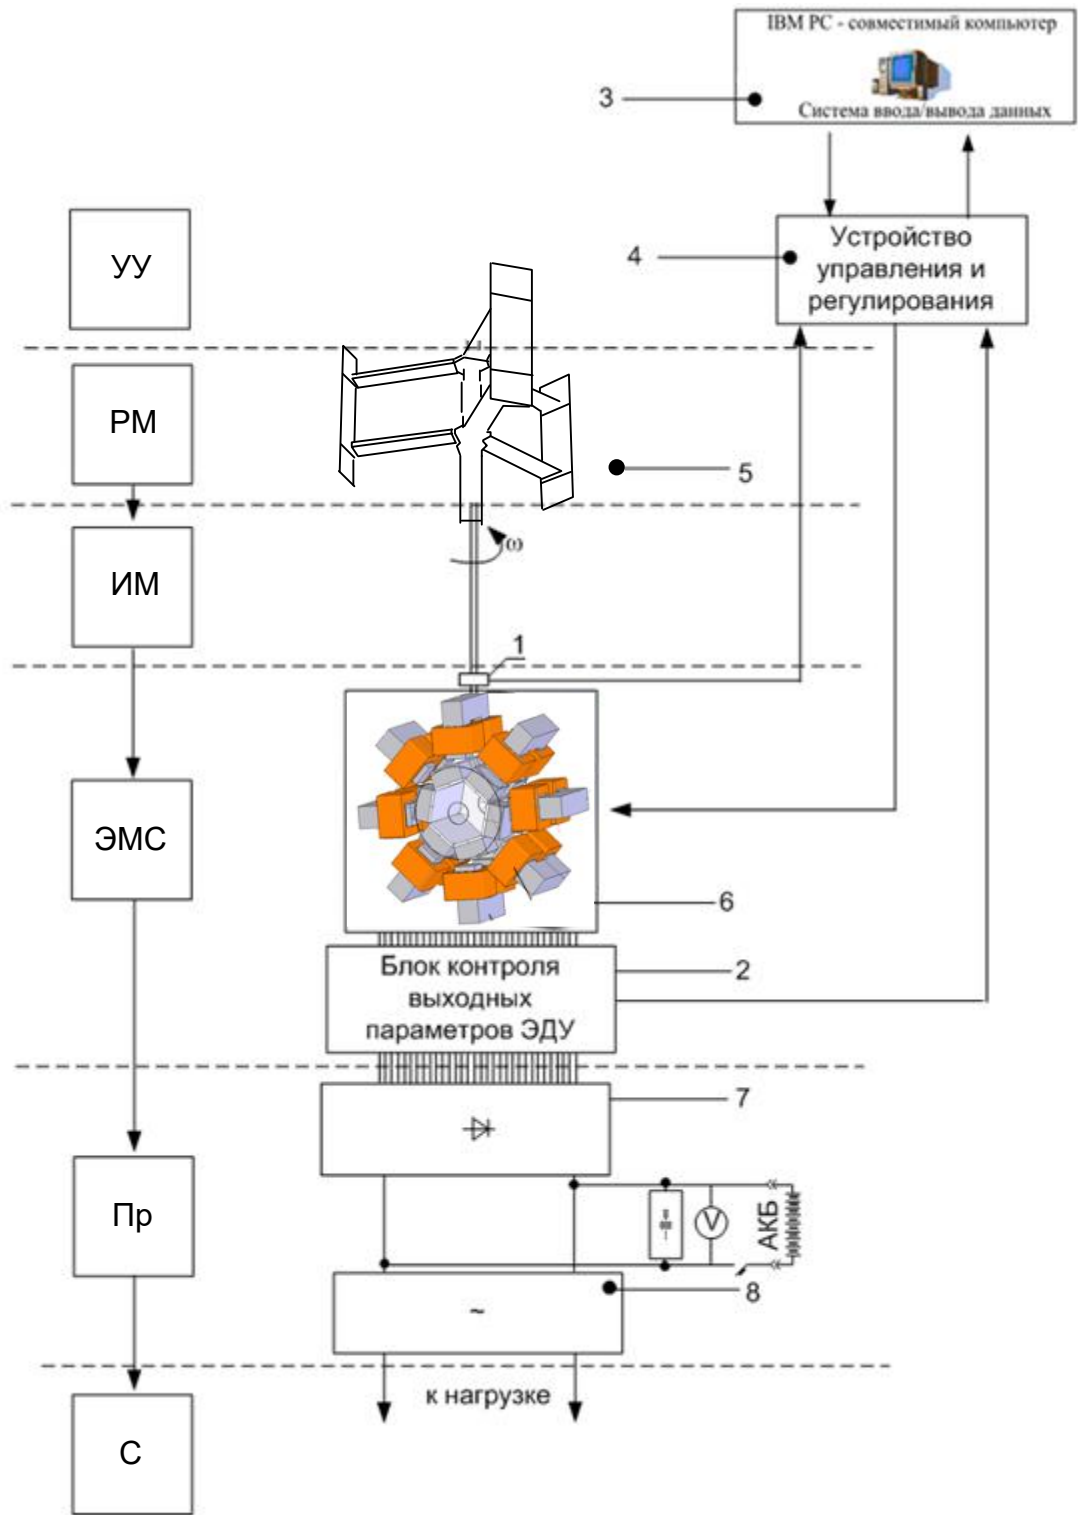 IBM PC - совместимый компьютер
3
Система ввода/вывода данных
УУ
4
Устройство
управления и
регулирования
РМ
5
ИМ
ω
1
ЭМС
6
Блок контроля
выходных
параметров ЭДУ
2
7
Пр
V
АКБ
~
8
к нагрузке
С